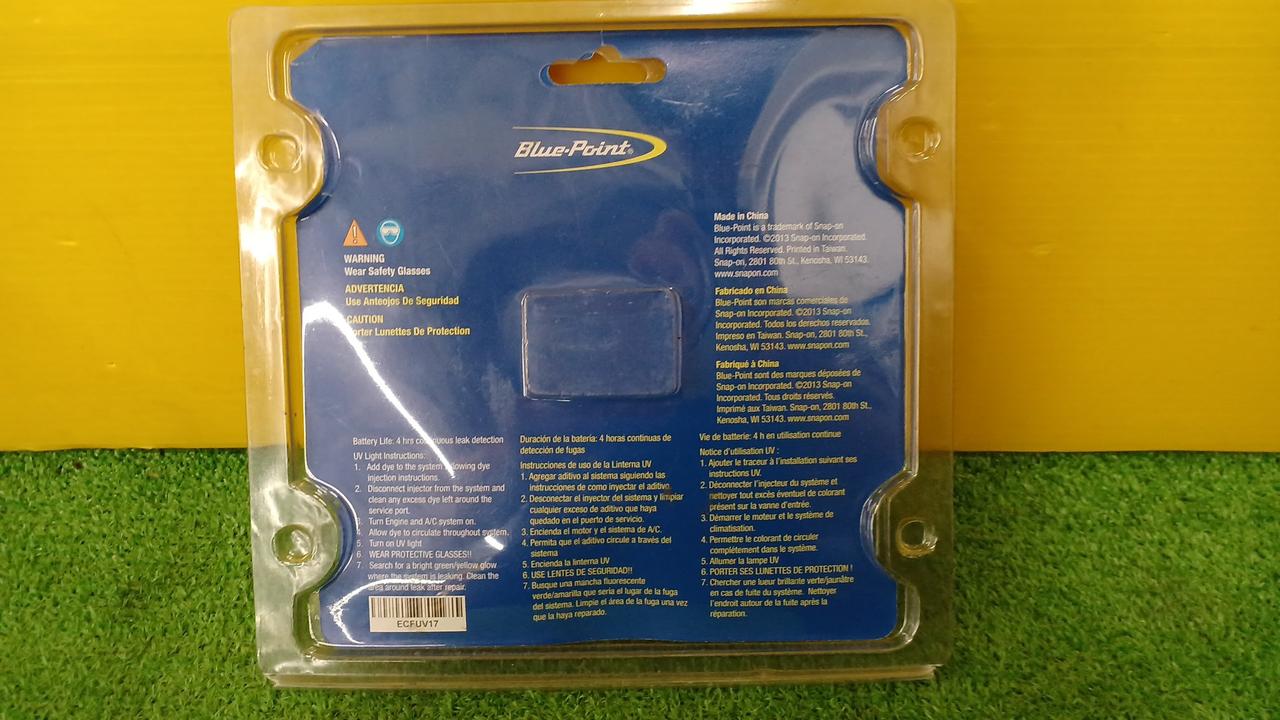 Blue-Point®
WARNING
Wear Safety Glasses
ADVERTENCIA
Use Anteojos De Seguridad
CAUTION
Porter Lunettes De Protection
Made in China
Blue-Point is a trademark of Snap-on
Incorporated. ©2013 Snap-on Incorporated.
All Rights Reserved. Printed in Taiwan.
Snap-on, 2801 80th St., Kenosha, WI 53143.
www.snapon.com
Fabricado en China
Blue-Point son marcas comerciales de
Snap-on Incorporated. ©2013 Snap-on
Incorporated. Todos los derechos reservados.
Impreso en Taiwan. Snap-on, 2801 80th St.,
Kenosha, WI 53143. www.snapon.com
Fabriqué à China
Blue-Point sont des marques déposées de
Snap-on Incorporated. ©2013 Snap-on
Incorporated. Tous droits réservés.
Imprimé aux Taiwan. Snap-on, 2801 80th St.,
Kenosha, WI 53143. www.snapon.com
Battery Life: 4 hrs continuous leak detection
UV Light Instructions:
1. Add dye to the system following dye
injection instructions.
2. Disconnect injector from the system and
clean any excess dye left around the
service port.
3. Turn Engine and A/C system on.
4. Allow dye to circulate throughout system.
5. Turn on UV light
6. WEAR PROTECTIVE GLASSES!!
7. Search for a bright green/yellow glow
where the system is leaking. Clean the
area around leak after repair.
ECFUV17
Duración de la batería: 4 horas continuas de
detección de fugas
Instrucciones de uso de la Linterna UV
1. Agregar aditivo al sistema siguiendo las
instrucciones de como inyectar el aditivo.
2. Desconectar el injector del sistema y limpiar
cualquier exceso de aditivo que haya
quedado en el puerto de servicio.
3. Encienda el motor y el sistema de A/C.
4. Permita que el aditivo circule a través del
sistema
5. Encienda la linterna UV
6. USE LENTES DE SEGURIDAD!!
7. Busque una mancha fluorescente
verde/amarilla que seria el lugar de la fuga
del sistema. Limpie el área de la fuga una vez
que la haya reparado.
Vie de batterie: 4 h en utilisation continue
Notice d'utilisation UV :
1. Ajouter le traceur à l'installation suivant ses
instructions UV.
2. Déconnecter l'injecteur du système et
nettoyer tout excés éventuel de colorant
présent sur la vanne d'entrée.
3. Démarrer le moteur et le système de
climatisation.
4. Permettre le colorant de circuler
complétement dans le système.
5. Allumer la lampe UV
6. PORTER SES LUNETTES DE PROTECTION !
7. Chercher une lueur brillante verte/jaunâtre
en cas de fuite du système. Nettoyer
l'endroit autour de la fuite après la
réparation.